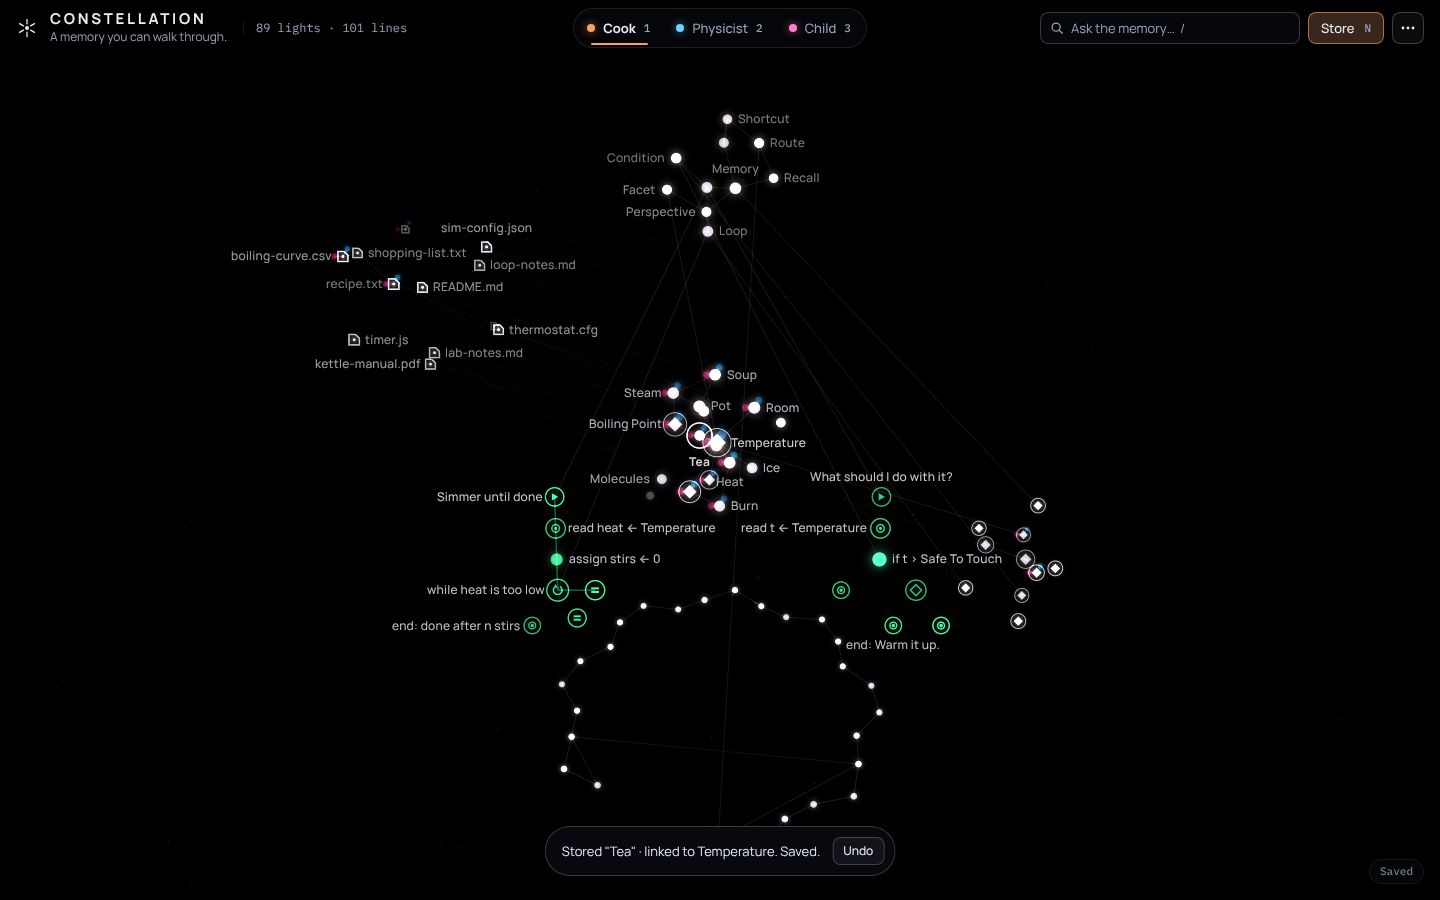 CONSTELLATION
A memory you can walk through.
89 lights · 101 lines
Cook 1
Physicist 2
Child 3
Ask the memory… /
Store N
Shortcut
Route
Condition
Memory
Recall
Facet
Perspective
Loop
sim-config.json
boiling-curve.csv
shopping-list.txt
loop-notes.md
recipe.txt
README.md
thermostat.cfg
timer.js
lab-notes.md
kettle-manual.pdf
Soup
Steam
Pot
Room
Boiling Point
Temperature
Tea
Ice
Molecules
Heat
What should I do with it?
Simmer until done
Burn
read heat ← Temperature
read t ← Temperature
assign stirs ← 0
if t > Safe To Touch
while heat is too low
end: done after n stirs
end: Warm it up.
Stored "Tea" · linked to Temperature. Saved.
Undo
Saved